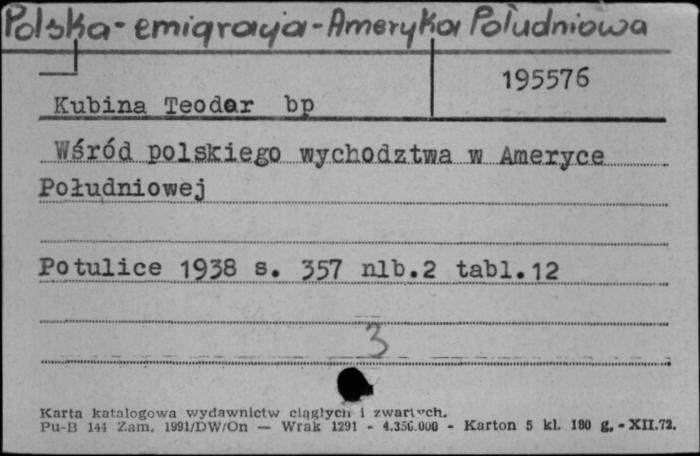 Polska-emigracja-Ameryka Południowa
195576
Kubina Teodor bp
Wśród polskiego wychodztwa w Ameryce
Południowej
Potulice 1938 s. 357 nlb.2 tabl.12
3
Karta katalogowa wydawnictw ciągłych i zwartych.
Pu-B 144 Zam. 1991/DW/On — Wrak 1291 - 4.356.000 - Karton 5 kl. 180 g. - XII.72.